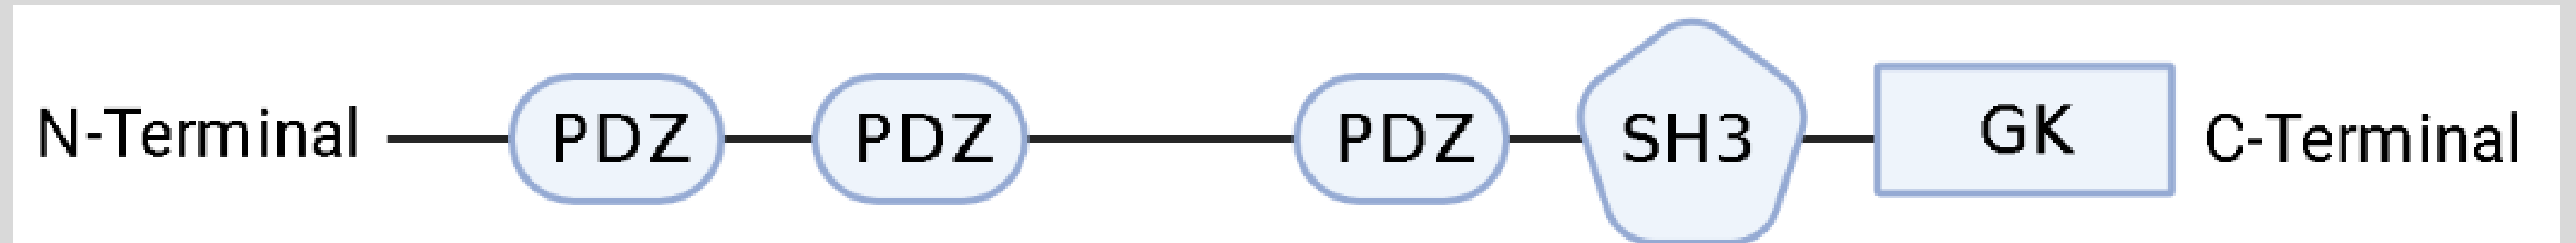 N-Terminal PDZ PDZ PDZ SH3 GK C-Terminal